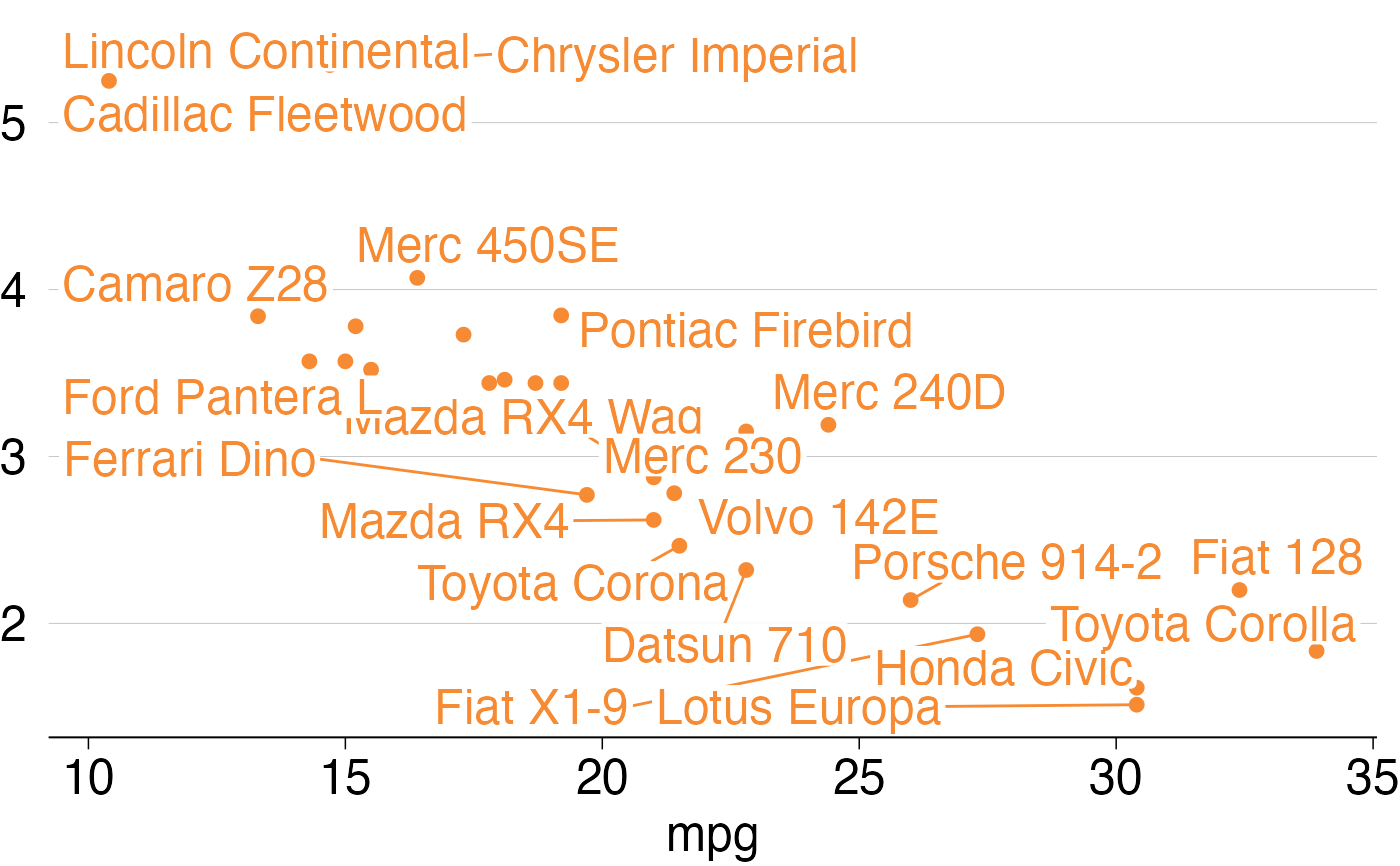 Lincoln Continental
Chrysler Imperial
Cadillac Fleetwood
5
Merc 450SE
Camaro Z28
4
Pontiac Firebird
Merc 240D
Ford Pantera L
Mazda RX4 Wag
3
Ferrari Dino
Merc 230
Mazda RX4
Volvo 142E
Porsche 914-2
Fiat 128
Toyota Corona
2
Toyota Corolla
Datsun 710
Honda Civic
Fiat X1-9
Lotus Europa
10 15 20 25 30 35
mpg